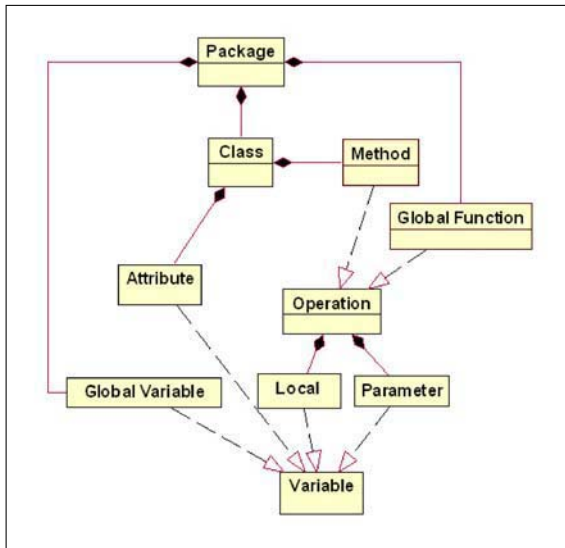 Package
Class
Method
Global Function
Attribute
Operation
Global Variable
Local
Parameter
Variable